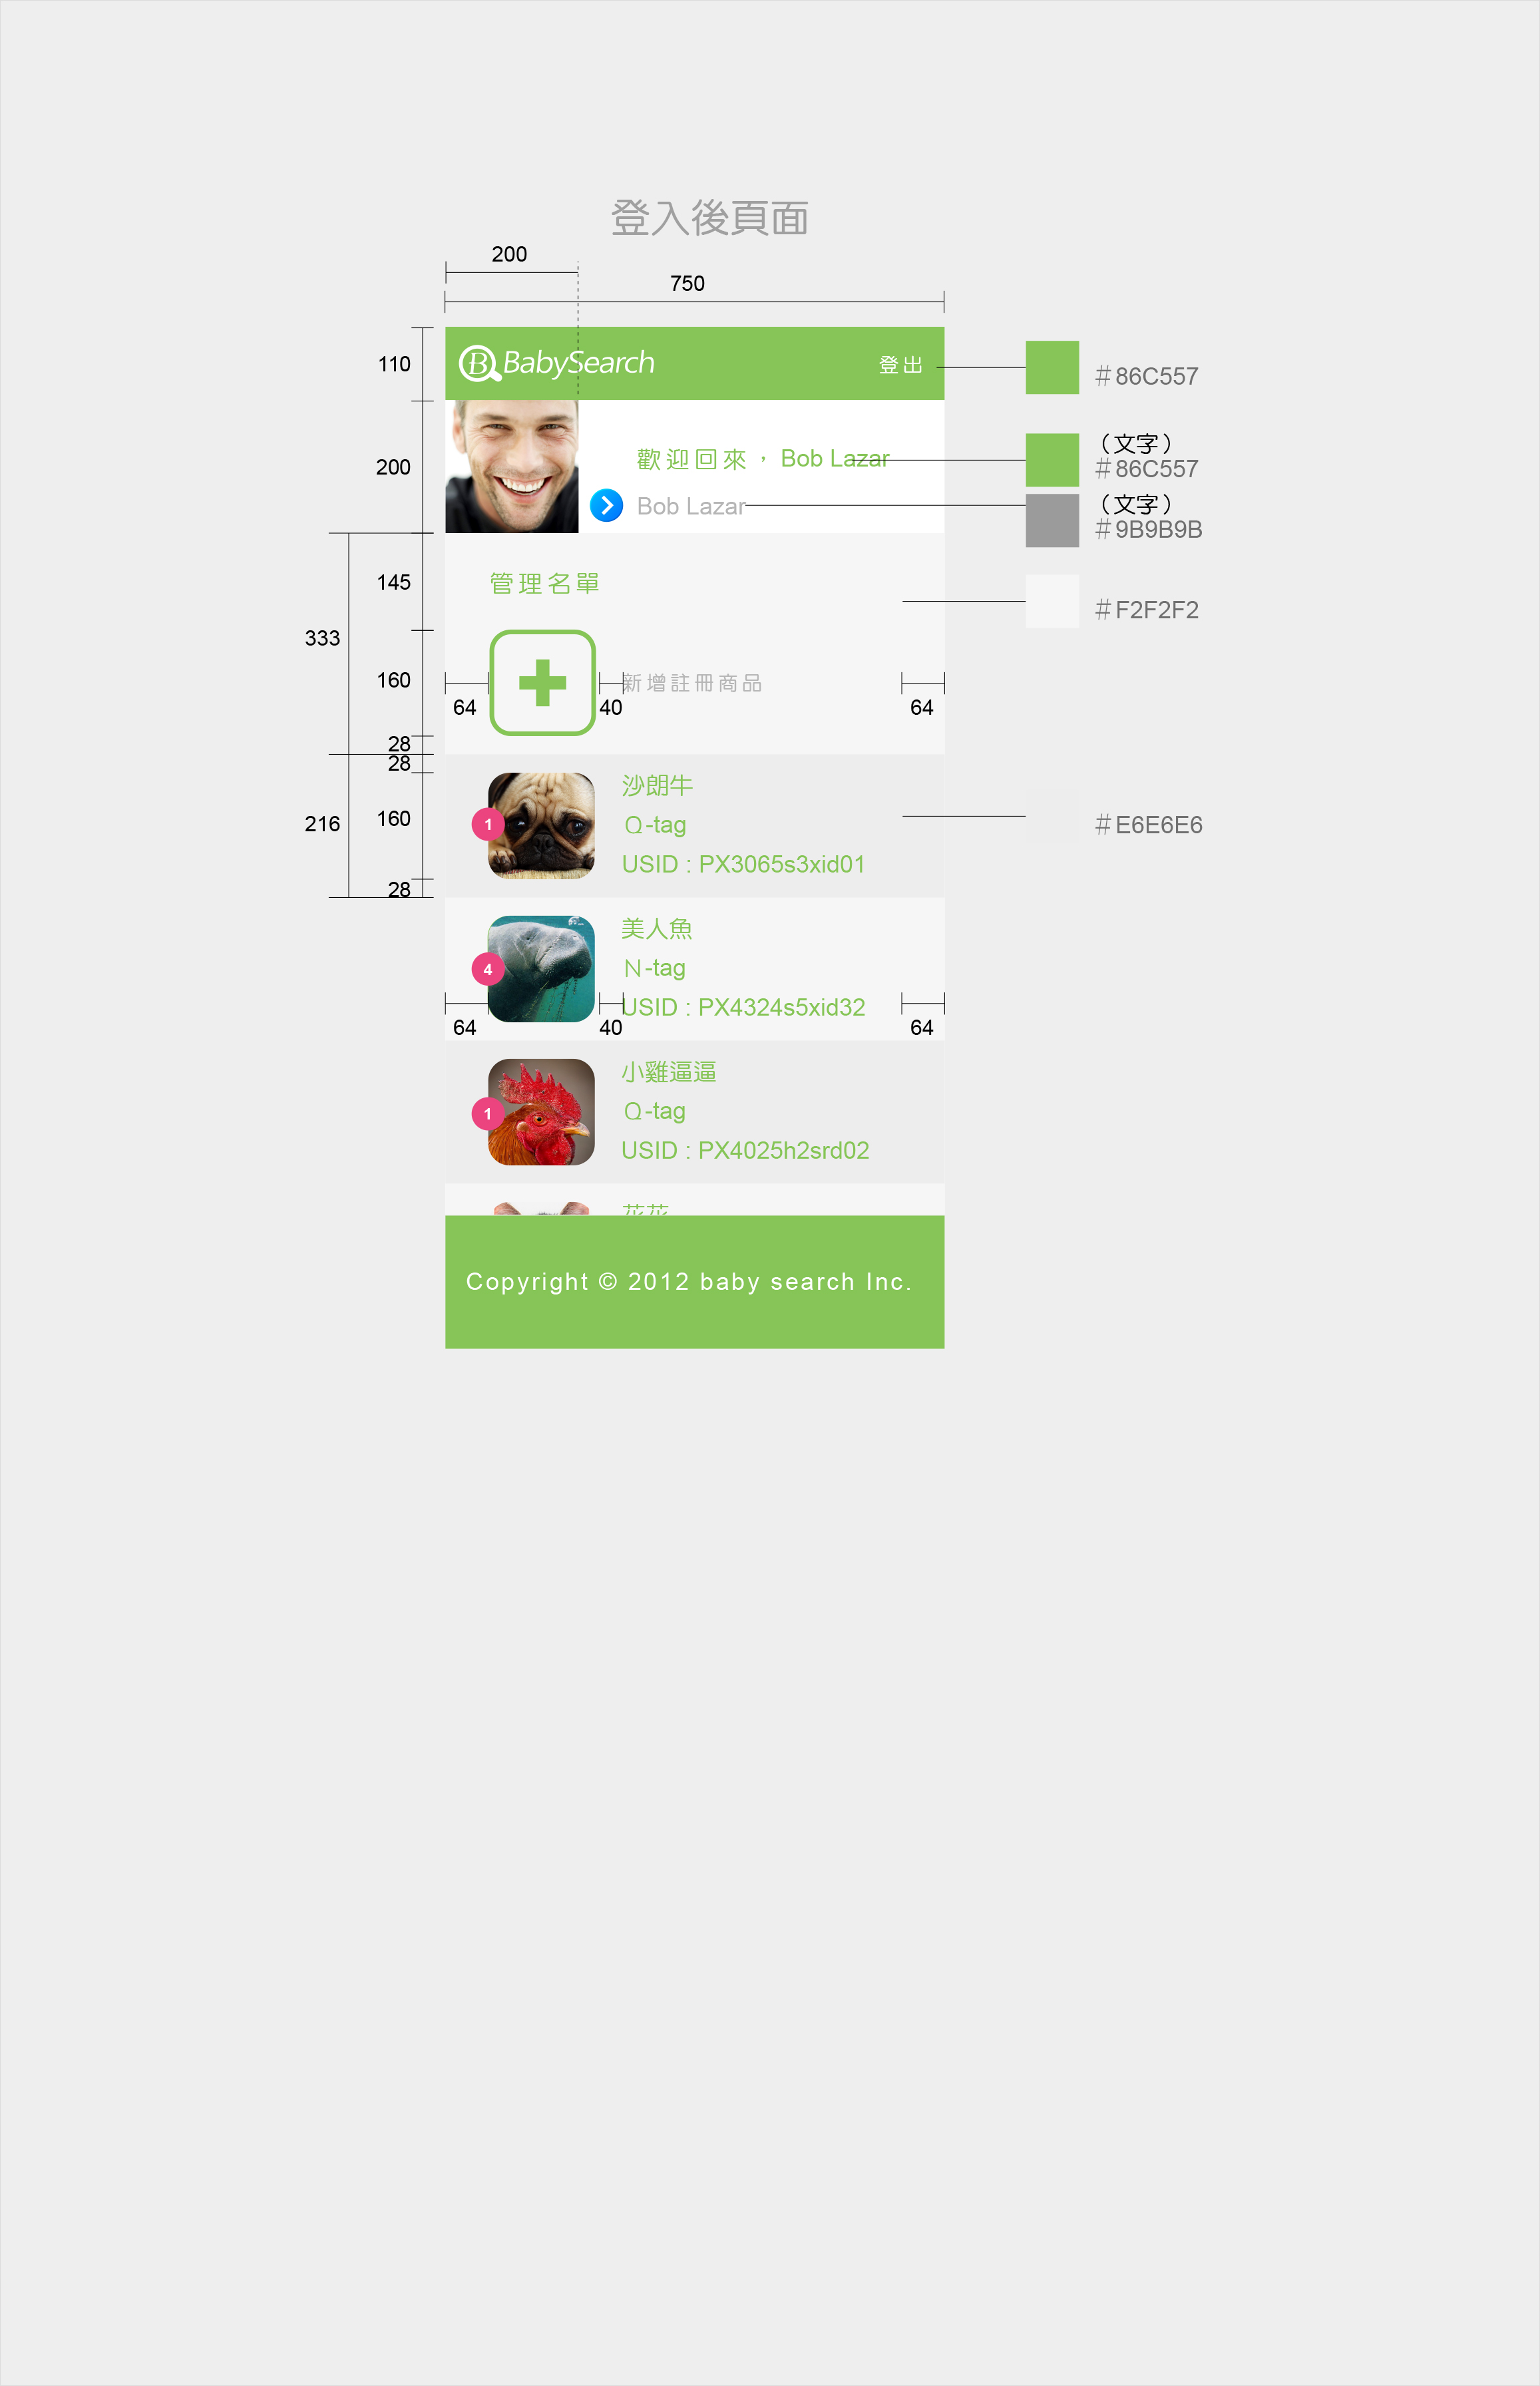 登入後頁面
200
750
110
BabySearch
登出
＃86C557
200
歡迎回來，Bob Lazar
（文字）
＃86C557
Bob Lazar
（文字）
＃9B9B9B
145
管理名單
＃F2F2F2
333
160
新增註冊商品
64
40
64
28
28
沙朗牛
216
160
1
Q-tag
＃E6E6E6
USID : PX3065s3xid01
28
美人魚
4
N-tag
USID : PX4324s5xid32
64
40
64
小雞逼逼
1
Q-tag
USID : PX4025h2srd02
花花
Copyright © 2012 baby search Inc.